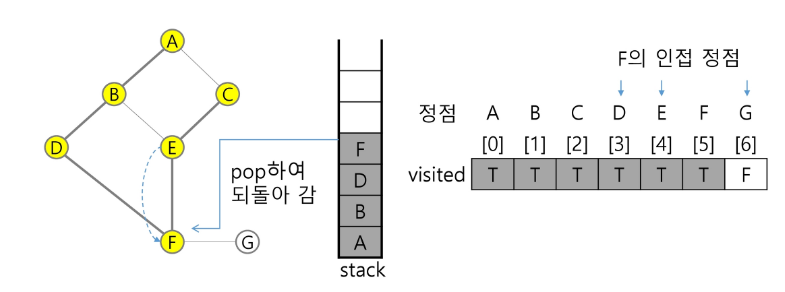 A
B
C
D
E
F
G
pop하여
되돌아 감
F
D
B
A
stack
F의 인접 정점
정점 A B C D E F G
[0] [1] [2] [3] [4] [5] [6]
visited T T T T T T F